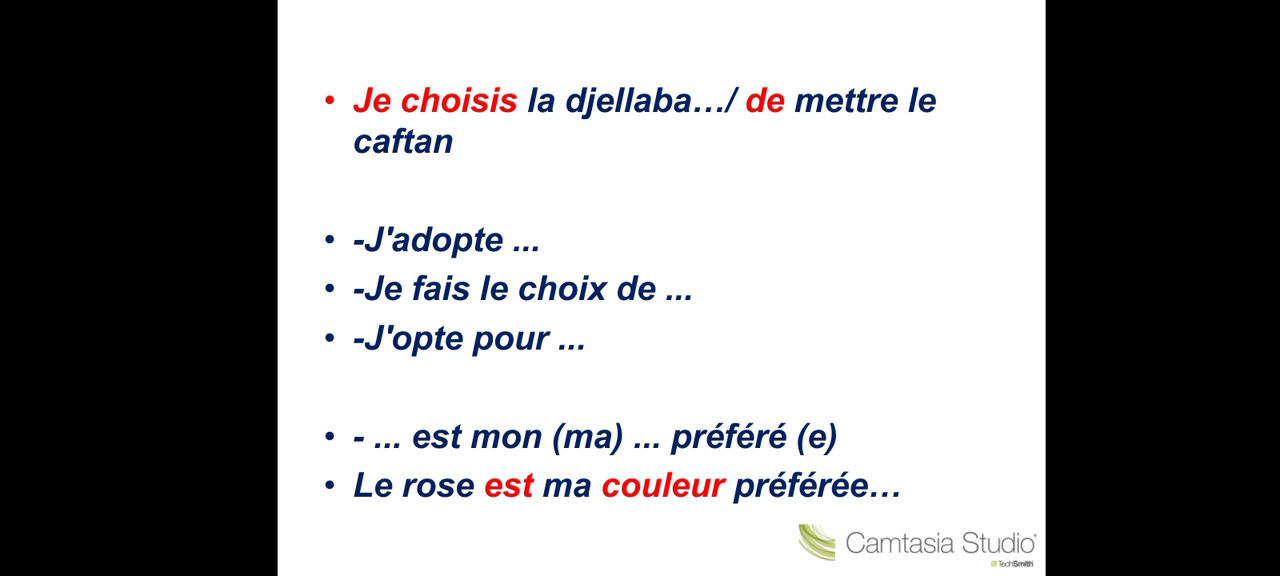 • Je choisis la djellaba…/ de mettre le
caftan
• -J'adopte ...
• -Je fais le choix de ...
• -J'opte pour ...
• - ... est mon (ma) ... préféré (e)
• Le rose est ma couleur préférée…
Camtasia Studio®
TechSmith